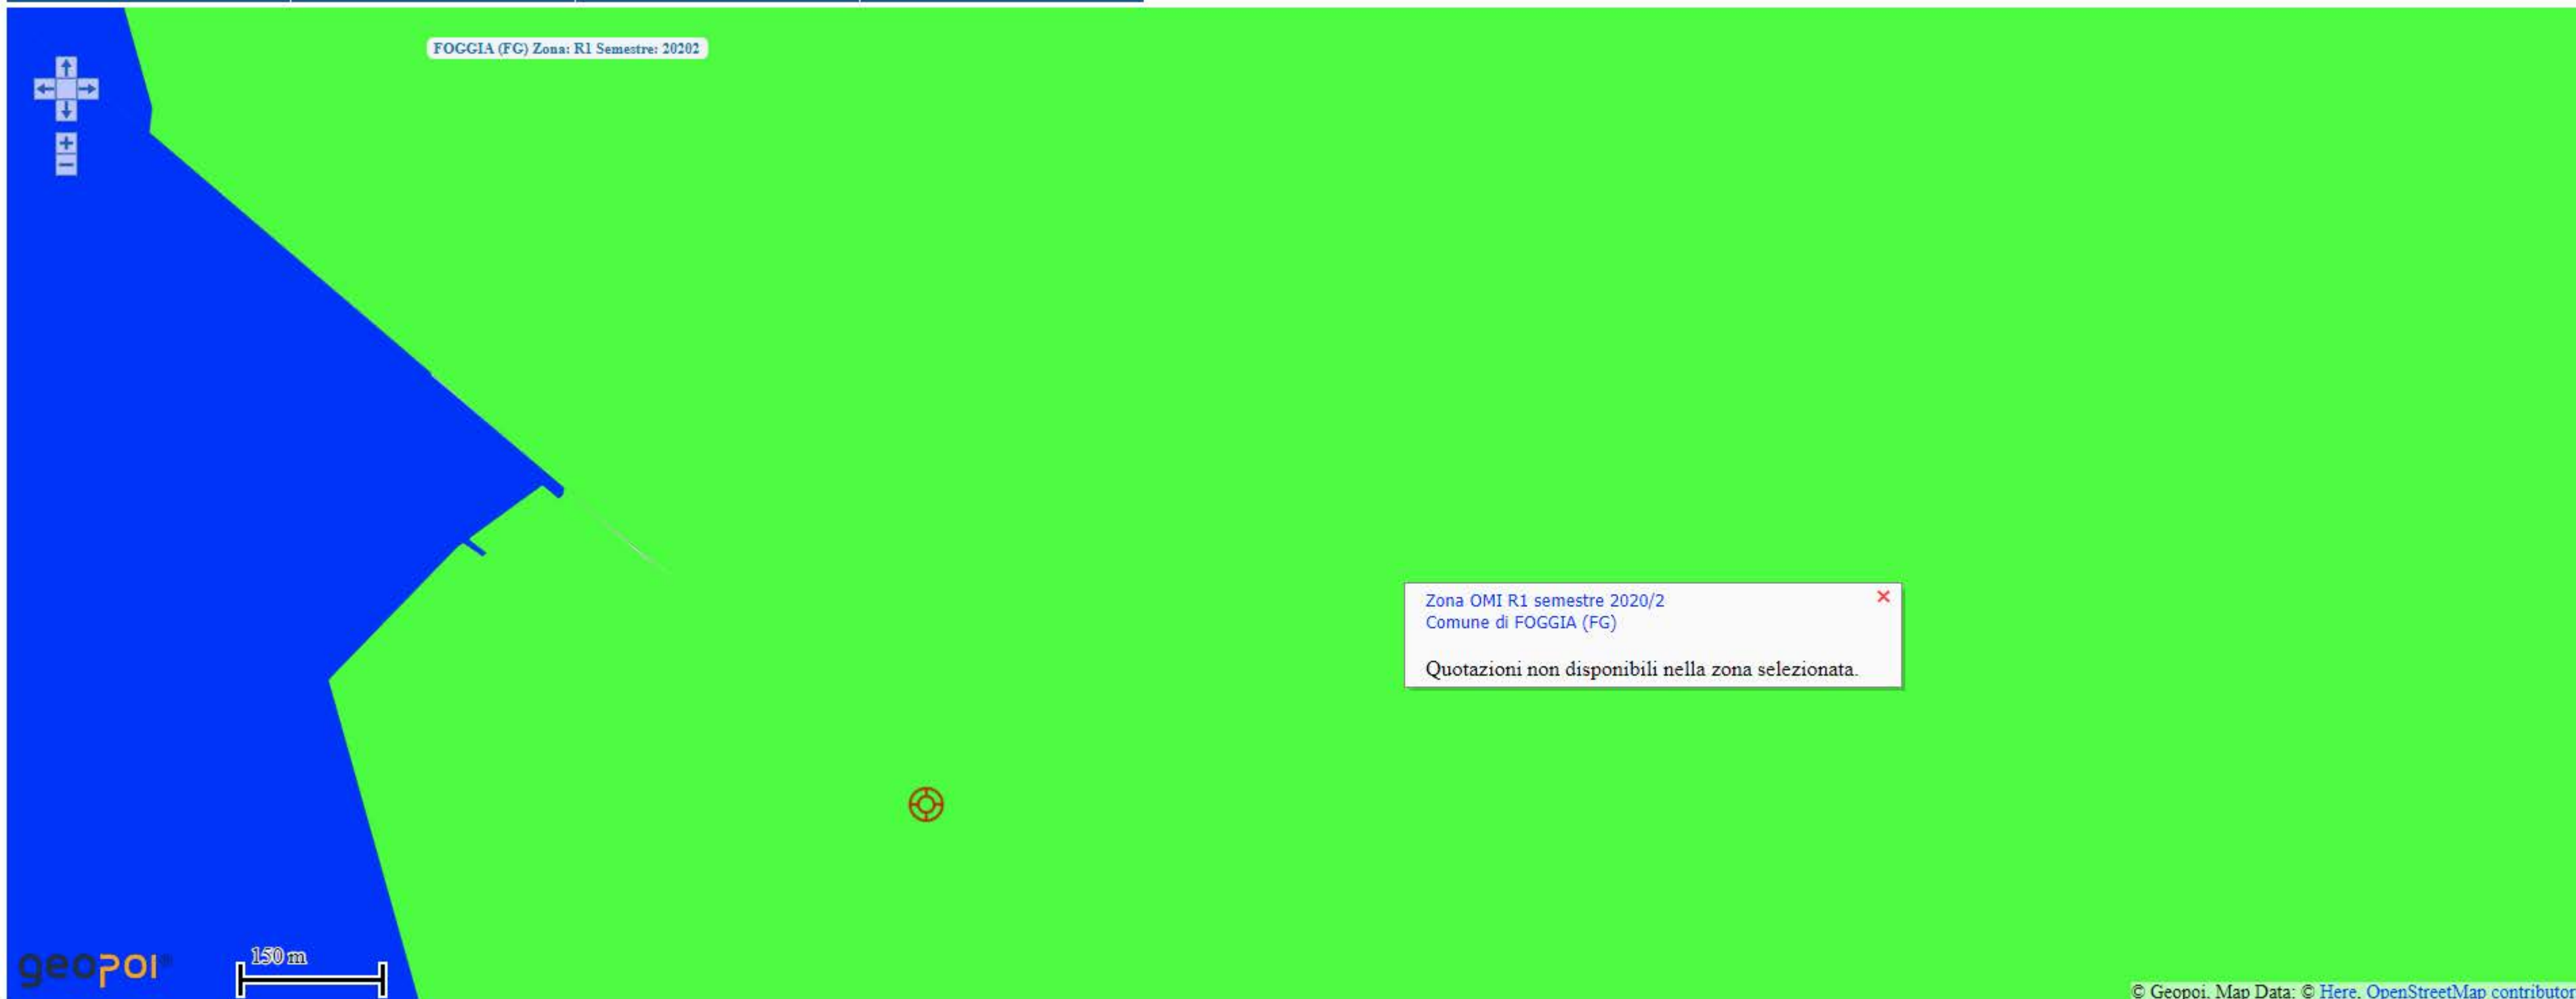 FOGGIA (FG) Zona: R1 Semestre: 20202
Zona OMI R1 semestre 2020/2
Comune di FOGGIA (FG)
Quotazioni non disponibili nella zona selezionata.
geopoi®
150 m
© Geopoi, Map Data: © Here, OpenStreetMap contributor